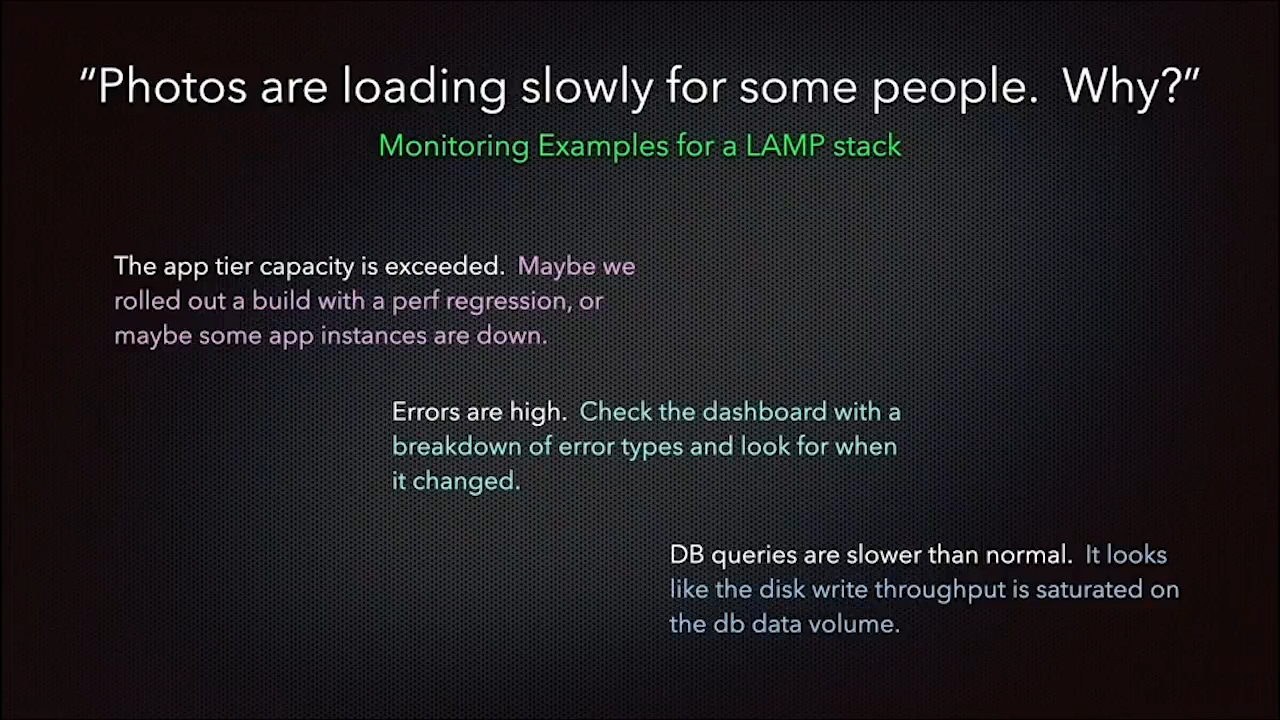 “Photos are loading slowly for some people. Why?”
Monitoring Examples for a LAMP stack
The app tier capacity is exceeded. Maybe we
rolled out a build with a perf regression, or
maybe some app instances are down.
Errors are high. Check the dashboard with a
breakdown of error types and look for when
it changed.
DB queries are slower than normal. It looks
like the disk write throughput is saturated on
the db data volume.